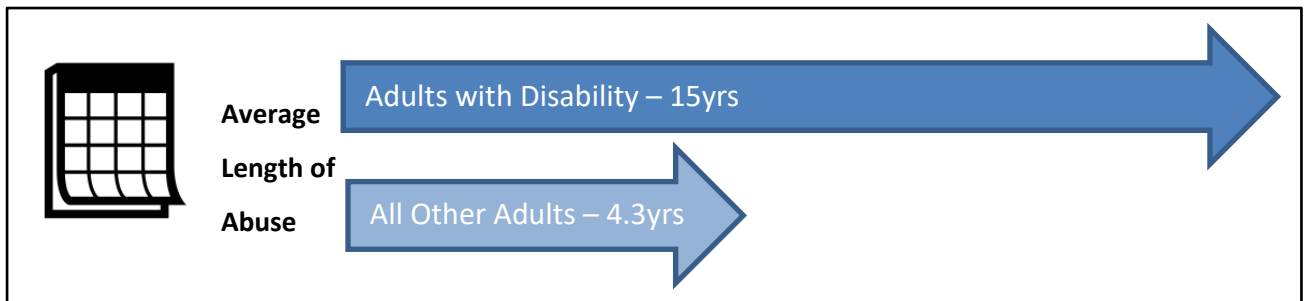 Average
Length of
Abuse
Adults with Disability – 15yrs
All Other Adults – 4.3yrs